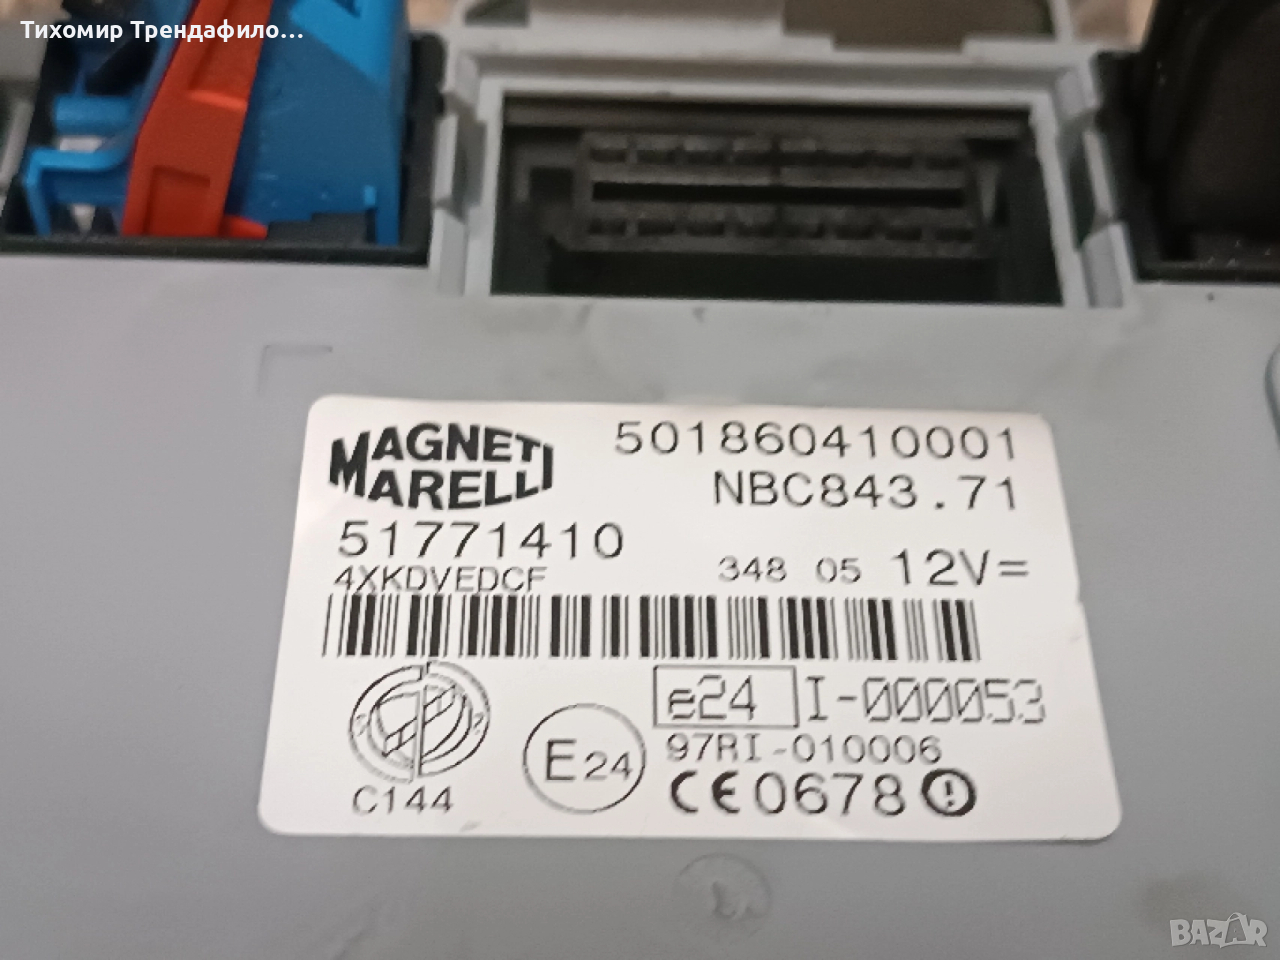 Тихомир Трендафило...
MAGNETI MARELLI
501860410001
NBC843.71
51771410
4XKDVEDCF
348 05 12V=
e24 I-000053
97RI-010006
E24
CE0678
C144
BAZAR